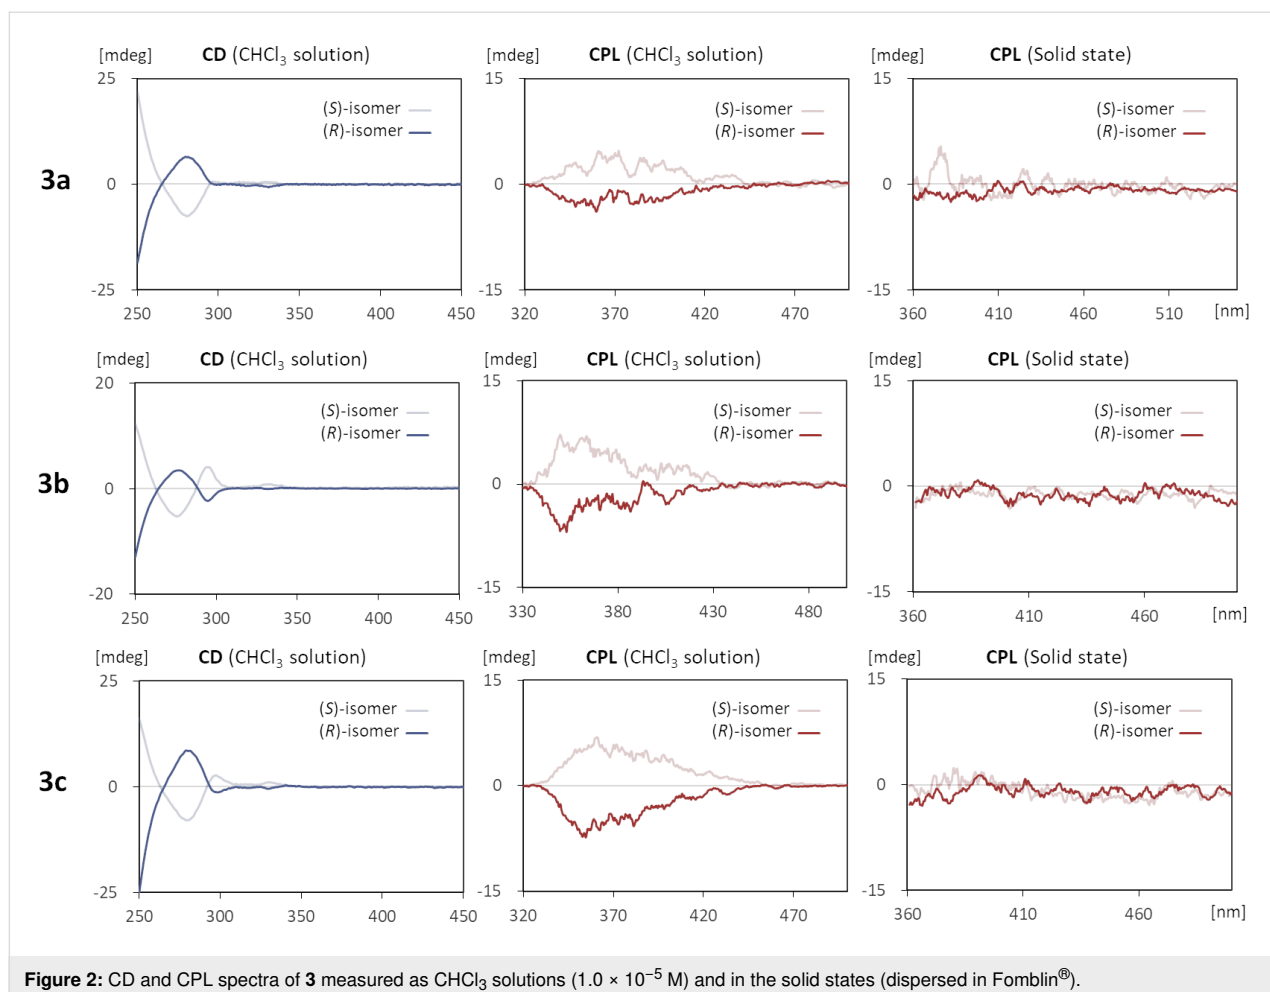 [mdeg] CD (CHCl3 solution) [mdeg] CPL (CHCl3 solution) [mdeg] CPL (Solid state)
25 15 15
(S)-isomer (S)-isomer (S)-isomer
(R)-isomer (R)-isomer (R)-isomer
3a 0 0 0
-25 -15 -15
250 300 350 400 450 320 370 420 470 360 410 460 510 [nm]
[mdeg] CD (CHCl3 solution) [mdeg] CPL (CHCl3 solution) CPL (Solid state)
20 15 15
(S)-isomer (S)-isomer (S)-isomer
(R)-isomer (R)-isomer (R)-isomer
3b 0 0 0
-20 -15 -15
250 300 350 400 450 330 380 430 480 360 410 460 [nm]
[mdeg] CD (CHCl3 solution) [mdeg] CPL (CHCl3 solution) [mdeg] CPL (Solid state)
25 15 15
(S)-isomer (S)-isomer (S)-isomer
(R)-isomer (R)-isomer (R)-isomer
3c 0 0 0
-25 -15 -15
250 300 350 400 450 320 370 420 470 360 410 460 [nm]
Figure 2: CD and CPL spectra of 3 measured as CHCl3 solutions (1.0 × 10−5 M) and in the solid states (dispersed in Fomblin®).